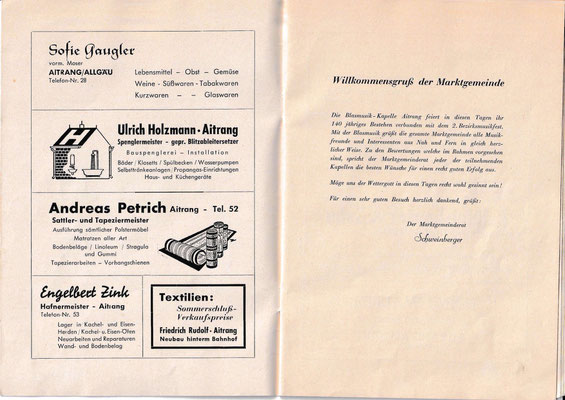 Sofie Gaugler
vorm. Moser
AITRANG/ALLGÄU
Telefon-Nr. 28
Lebensmittel – Obst – Gemüse
Weine - Süßwaren - Tabakwaren
Kurzwaren – – Glaswaren
Ulrich Holzmann · Aitrang
Spenglermeister – gepr. Blitzableitersetzer
Bauspenglerei – Installation
Bäder / Klosetts / Spülbecken / Wasserpumpen
Selbsttränkeanlagen / Propangas-Einrichtungen
Haus- und Küchengeräte
Andreas Petrich Aitrang – Tel. 52
Sattler- und Tapeziermeister
Ausführung sämtlicher Polstermöbel
Matratzen aller Art
Bodenbeläge / Linoleum / Stragula
und Gummi
Tapezierarbeiten – Vorhangschienen
Engelbert Zink
Hafnermeister – Aitrang
Telefon-Nr. 53
Lager in Kachel- und Eisen-
Herden / Kachel- u. Eisen-Öfen
Neuarbeiten und Reparaturen
Wand- und Bodenbelag
Textilien:
Sommerschluß-
Verkaufspreise
Friedrich Rudolf · Aitrang
Neubau hinterm Bahnhof
Willkommensgruß der Marktgemeinde
Die Blasmusik-Kapelle Aitrang feiert in diesen Tagen ihr
140 jähriges Bestehen verbunden mit dem 2. Bezirksmusikfest.
Mit der Blasmusik grüßt die gesamte Marktgemeinde alle Musik-
freunde und Interessenten aus Nah und Fern in gleich herz-
licher Weise. Zu den Bewertungen welche im Rahmen vorgesehen
sind, spricht der Marktgemeinderat jeder der teilnehmenden
Kapellen die besten Wünsche für einen recht guten Erfolg aus.
Möge uns der Wettergott in diesen Tagen recht wohl gesinnt sein!
Für einen sehr guten Besuch herzlich dankend, grüßt:
Der Marktgemeinderat
Schweinberger